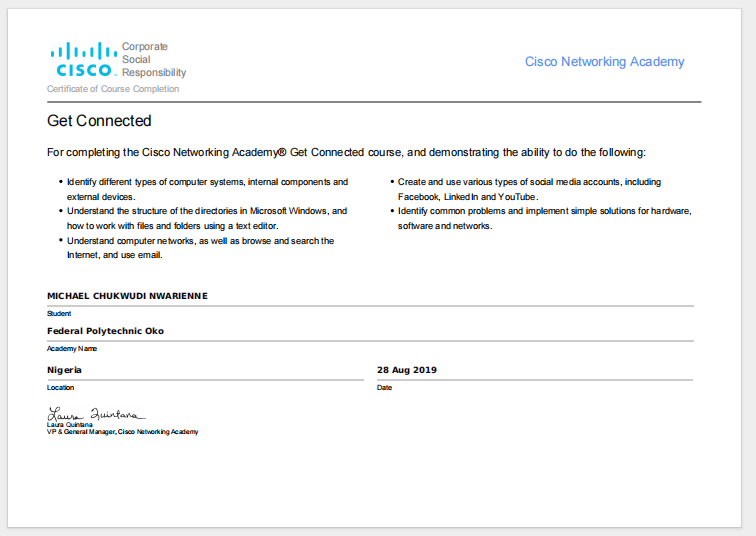 CISCO
Corporate
Social
Responsibility
Certificate of Course Completion
Cisco Networking Academy
Get Connected
For completing the Cisco Networking Academy® Get Connected course, and demonstrating the ability to do the following:
• Identify different types of computer systems, internal components and
external devices.
• Understand the structure of the directories in Microsoft Windows, and
how to work with files and folders using a text editor.
• Understand computer networks, as well as browse and search the
Internet, and use email.
• Create and use various types of social media accounts, including
Facebook, LinkedIn and YouTube.
• Identify common problems and implement simple solutions for hardware,
software and networks.
MICHAEL CHUKWUDI NWARIENNE
Student
Federal Polytechnic Oko
Academy Name
Nigeria
Location
28 Aug 2019
Date
Laura Quintana
Laura Quintana
VP & General Manager, Cisco Networking Academy